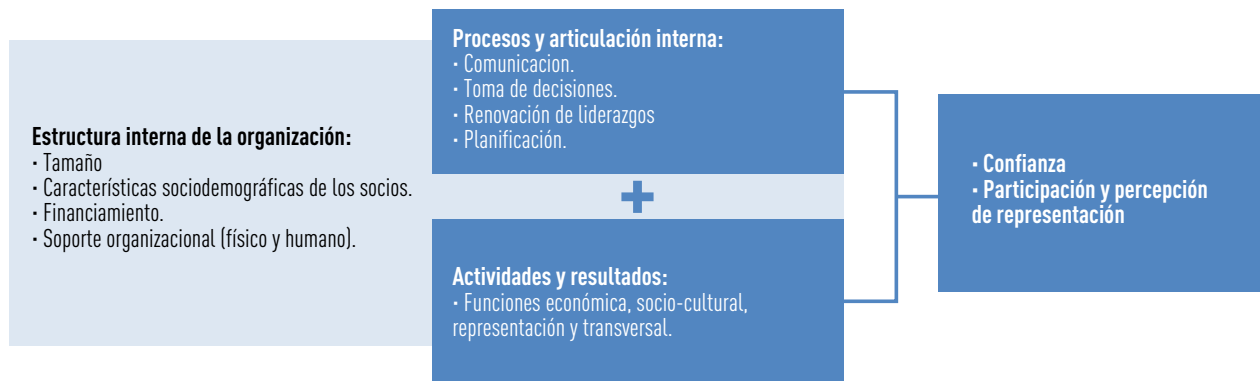 Estructura interna de la organización:
· Tamaño
· Característícas sociodemográficas de los socios.
· Financiamiento.
· Soporte organizacional (físico y humano).
Procesos y articulación interna:
· Comunicacion.
· Toma de decisiones.
· Renovación de liderazgos
· Planificación.
+
Actividades y resultados:
· Funciones económica, socio-cultural,
representación y transversal.
· Confianza
· Participación y percepción
de representación